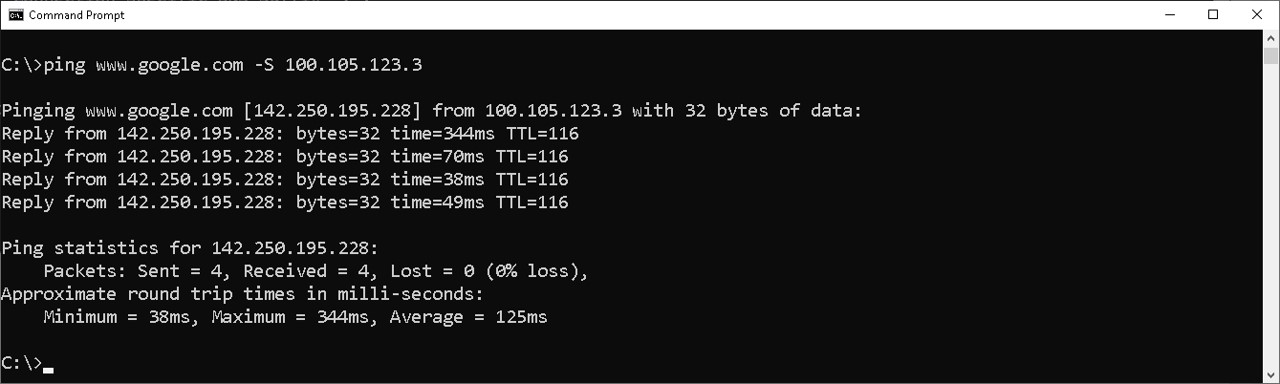 Command Prompt
C:\>ping www.google.com -S 100.105.123.3
Pinging www.google.com [142.250.195.228] from 100.105.123.3 with 32 bytes of data:
Reply from 142.250.195.228: bytes=32 time=344ms TTL=116
Reply from 142.250.195.228: bytes=32 time=70ms TTL=116
Reply from 142.250.195.228: bytes=32 time=38ms TTL=116
Reply from 142.250.195.228: bytes=32 time=49ms TTL=116
Ping statistics for 142.250.195.228:
    Packets: Sent = 4, Received = 4, Lost = 0 (0% loss),
Approximate round trip times in milli-seconds:
    Minimum = 38ms, Maximum = 344ms, Average = 125ms
C:\>